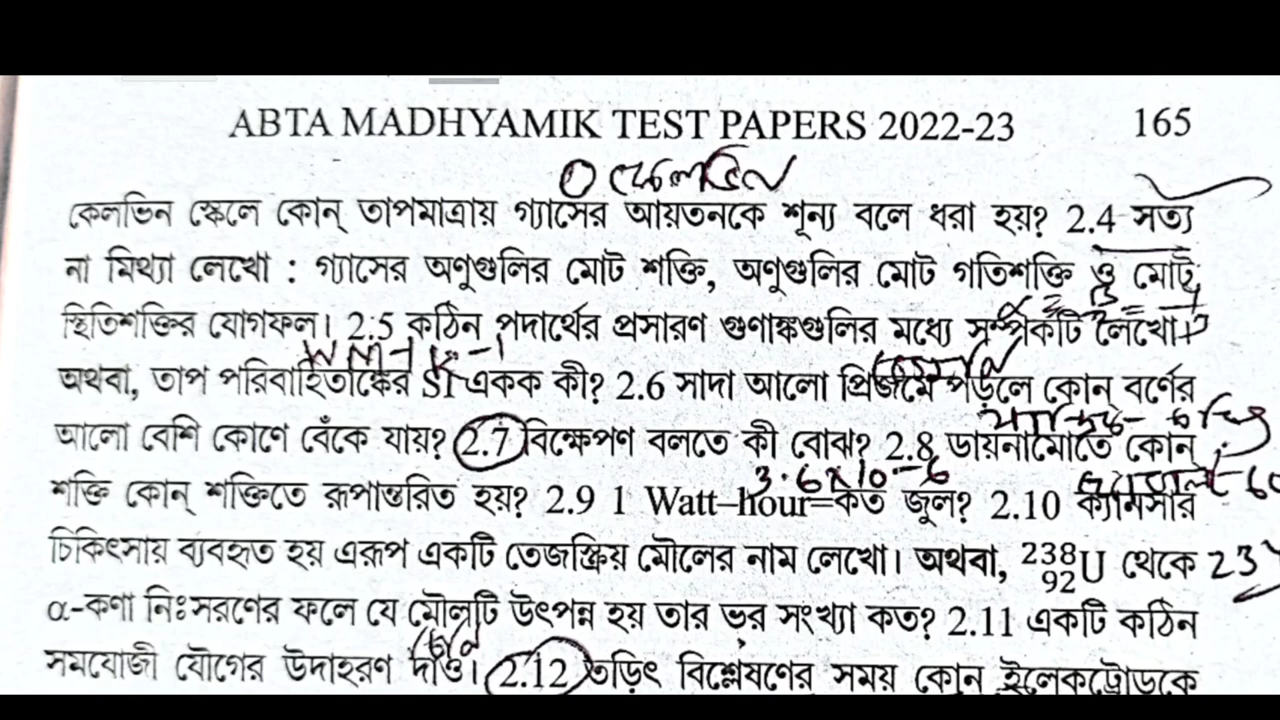 ABTA MADHYAMIK TEST PAPERS 2022-23 165
0 কেলভিন
কেলভিন স্কেলে কোন্ তাপমাত্রায় গ্যাসের আয়তনকে শূন্য বলে ধরা হয়? 2.4 সত্য
না মিথ্যা লেখো : গ্যাসের অণুগুলির মোট শক্তি, অণুগুলির মোট গতিশক্তি ও মোট
স্থিতিশক্তির যোগফল। 2.5 কঠিন পদার্থের প্রসারণ গুণাঙ্কগুলির মধ্যে সম্পর্কটি লেখো।
অথবা, তাপ পরিবাহিতাঙ্কের SI একক কী? 2.6 সাদা আলো প্রিজমে পড়লে কোন্ বর্ণের
আলো বেশি কোণে বেঁকে যায়? 2.7 বিক্ষেপণ বলতে কী বোঝ? 2.8 ডায়নামোতে কোন্
3.6x10-6
শক্তি কোন্ শক্তিতে রূপান্তরিত হয়? 2.9 1 Watt–hour=কত জুল? 2.10 ক্যানসার
চিকিৎসায় ব্যবহৃত হয় এরূপ একটি তেজস্ক্রিয় মৌলের নাম লেখো। অথবা, ²³⁸₉₂U থেকে
α-কণা নিঃসরণের ফলে যে মৌলটি উৎপন্ন হয় তার ভর সংখ্যা কত? 2.11 একটি কঠিন
সমযোজী যৌগের উদাহরণ দাও। 2.12 তড়িৎ বিশ্লেষণের সময় কোন ইলেকট্রোডকে